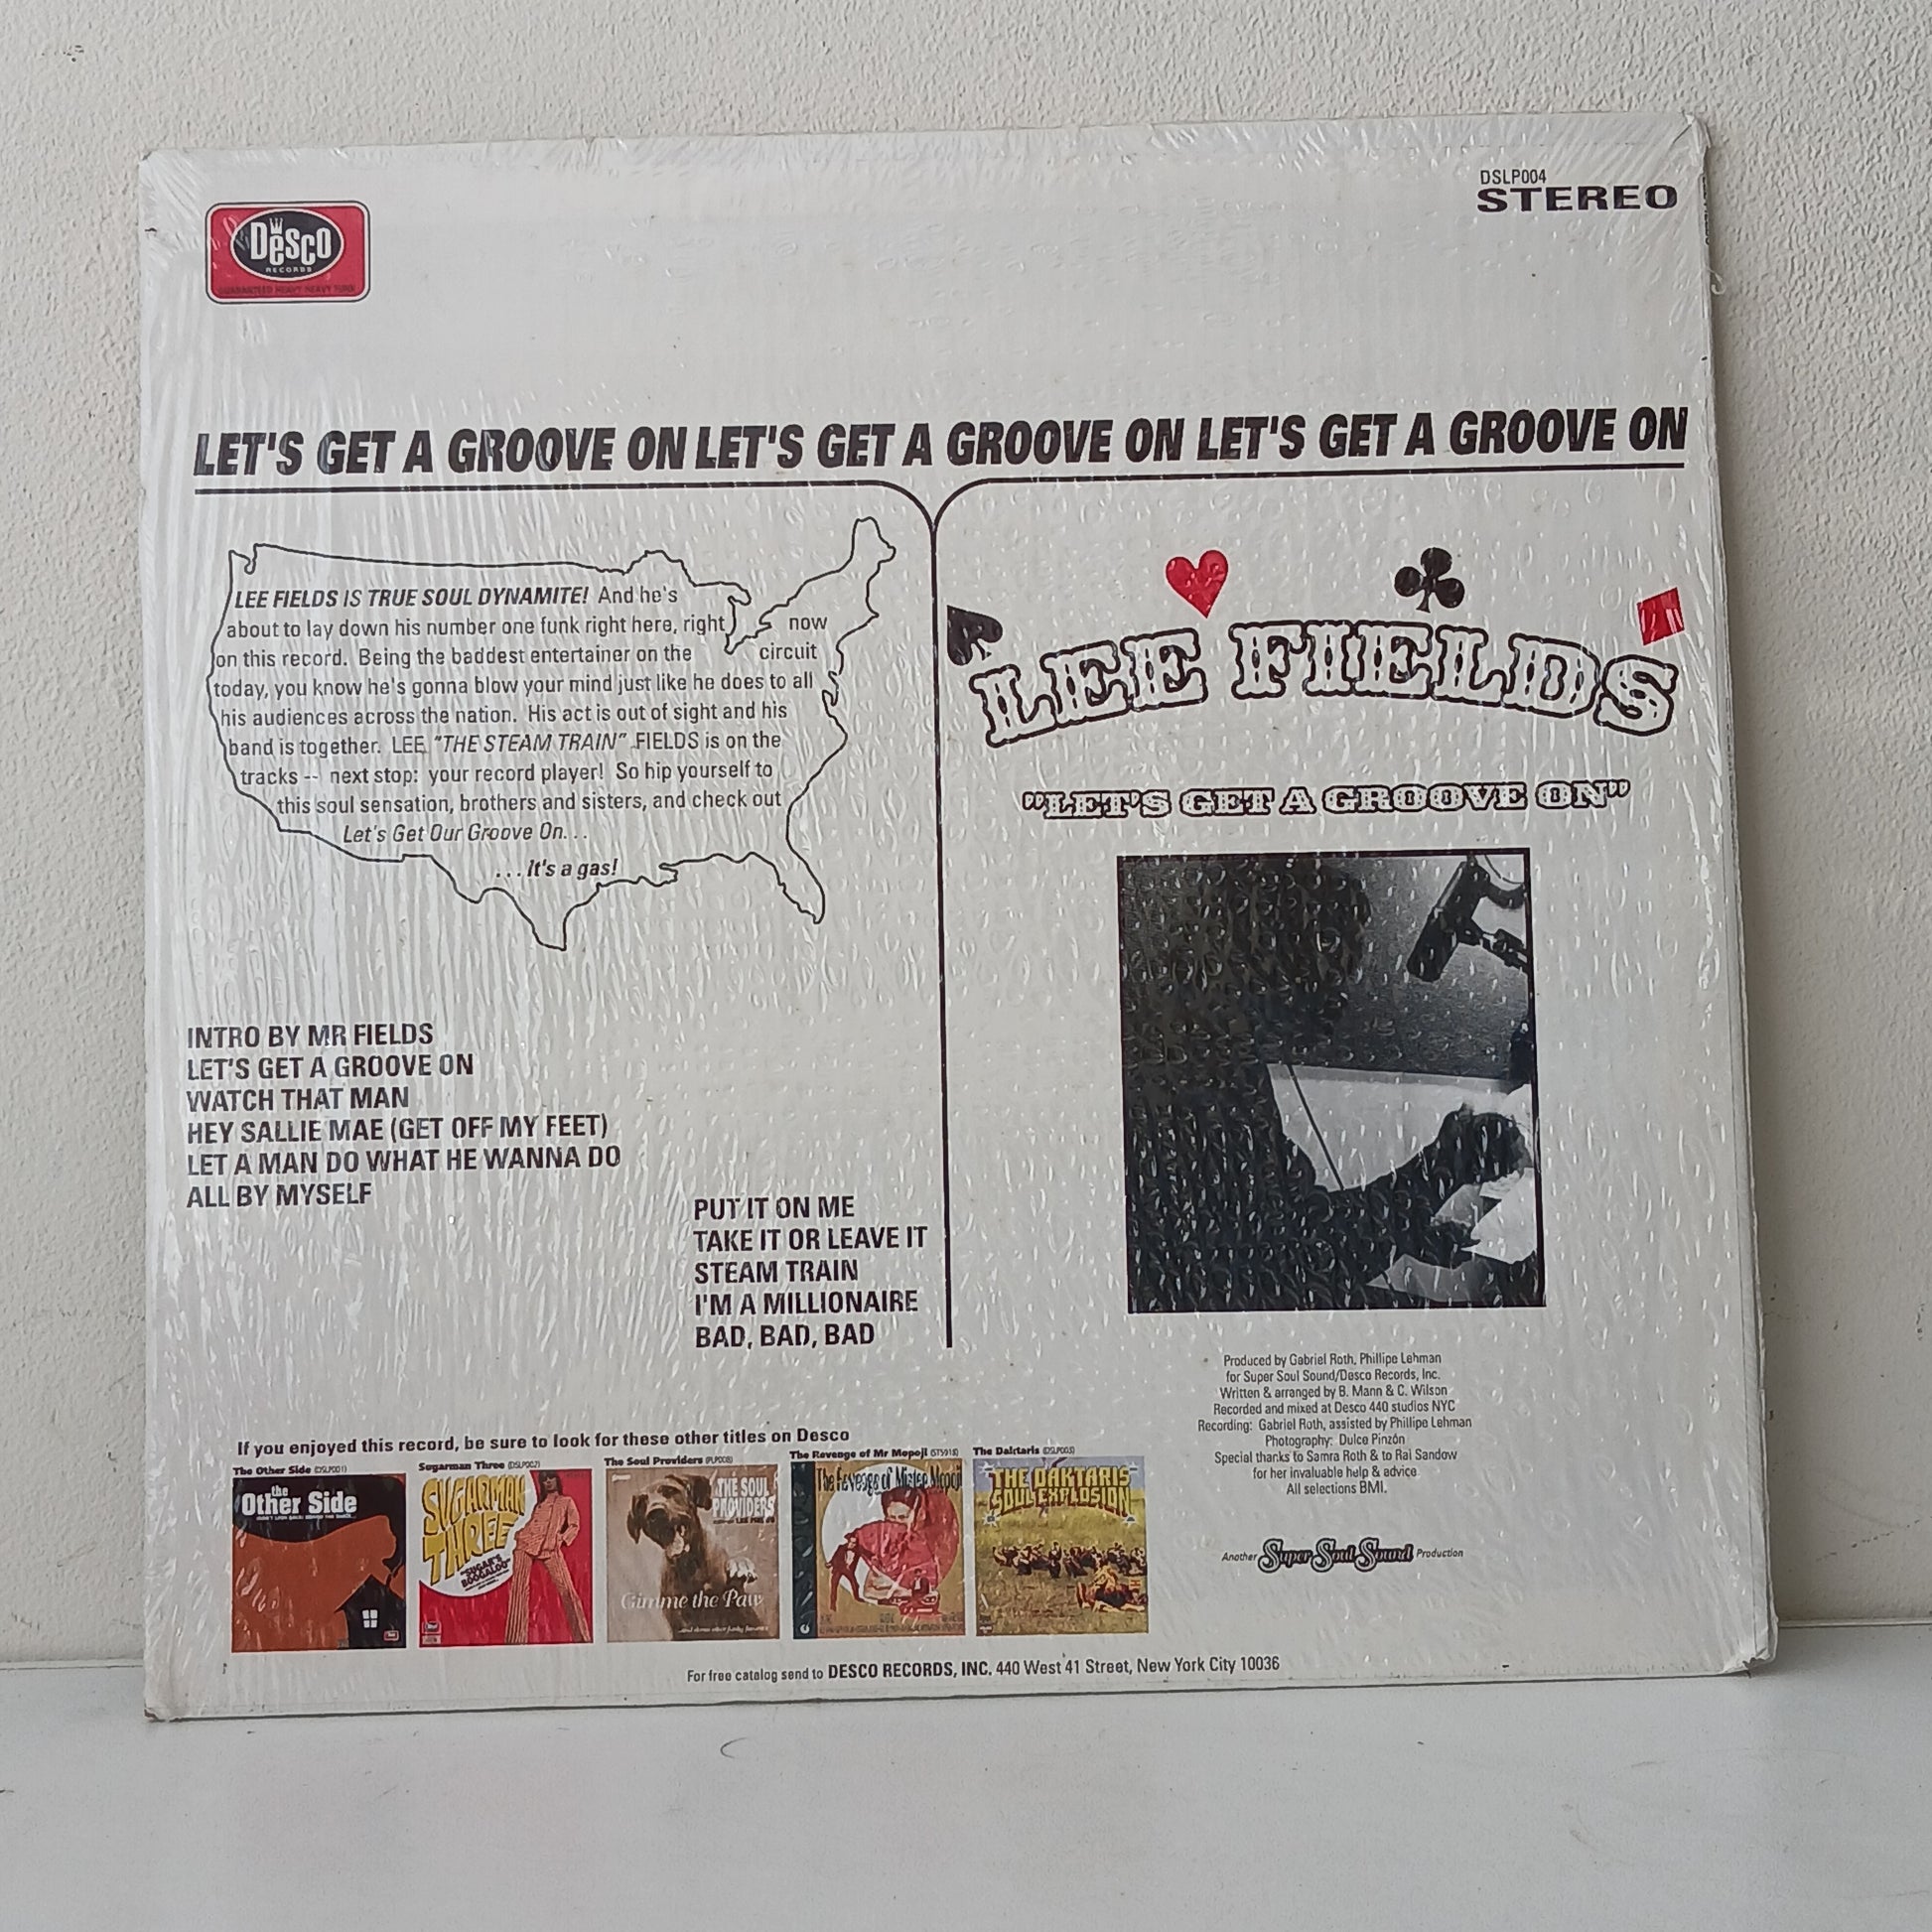 Desco
RECORDS
GUARANTEED HEAVY HEAVY FUNK
DSLP004
STEREO
LET'S GET A GROOVE ON LET'S GET A GROOVE ON LET'S GET A GROOVE ON
LEE FIELDS IS TRUE SOUL DYNAMITE! And he's
about to lay down his number one funk right here, right now
on this record. Being the baddest entertainer on the circuit
today, you know he's gonna blow your mind just like he does to all
his audiences across the nation. His act is out of sight and his
band is together. LEE "THE STEAM TRAIN" FIELDS is on the
tracks -- next stop: your record player! So hip yourself to
this soul sensation, brothers and sisters, and check out
Let's Get Our Groove On...
...It's a gas!
LEE FIELDS
"LET'S GET A GROOVE ON"
INTRO BY MR FIELDS
LET'S GET A GROOVE ON
WATCH THAT MAN
HEY SALLIE MAE (GET OFF MY FEET)
LET A MAN DO WHAT HE WANNA DO
ALL BY MYSELF
PUT IT ON ME
TAKE IT OR LEAVE IT
STEAM TRAIN
I'M A MILLIONAIRE
BAD, BAD, BAD
Produced by Gabriel Roth, Phillipe Lehman
for Super Soul Sound/Desco Records, Inc.
Written & arranged by B. Mann & C. Wilson
Recorded and mixed at Desco 440 studios NYC
Recording: Gabriel Roth, assisted by Phillipe Lehman
Photography: Dulce Pinzón
Special thanks to Samra Roth & to Rai Sandow
for her invaluable help & advice
All selections BMI.
Another Super Soul Sound Production
If you enjoyed this record, be sure to look for these other titles on Desco
The Other Side (DSLP001)
the
Other Side
Sugarman Three (DSLP002)
SUGARMAN
THREE
"SUGAR'S
BOOGALOO"
The Soul Providers (PLP008)
THE SOUL
PROVIDERS
Gimme the Paw
The Revenge of Mr Mopoji (ST5918)
The Revenge of Mister Mopoji
The Daktaris (DSLP003)
THE DAKTARIS
SOUL EXPLOSION
For free catalog send to DESCO RECORDS, INC. 440 West 41 Street, New York City 10036